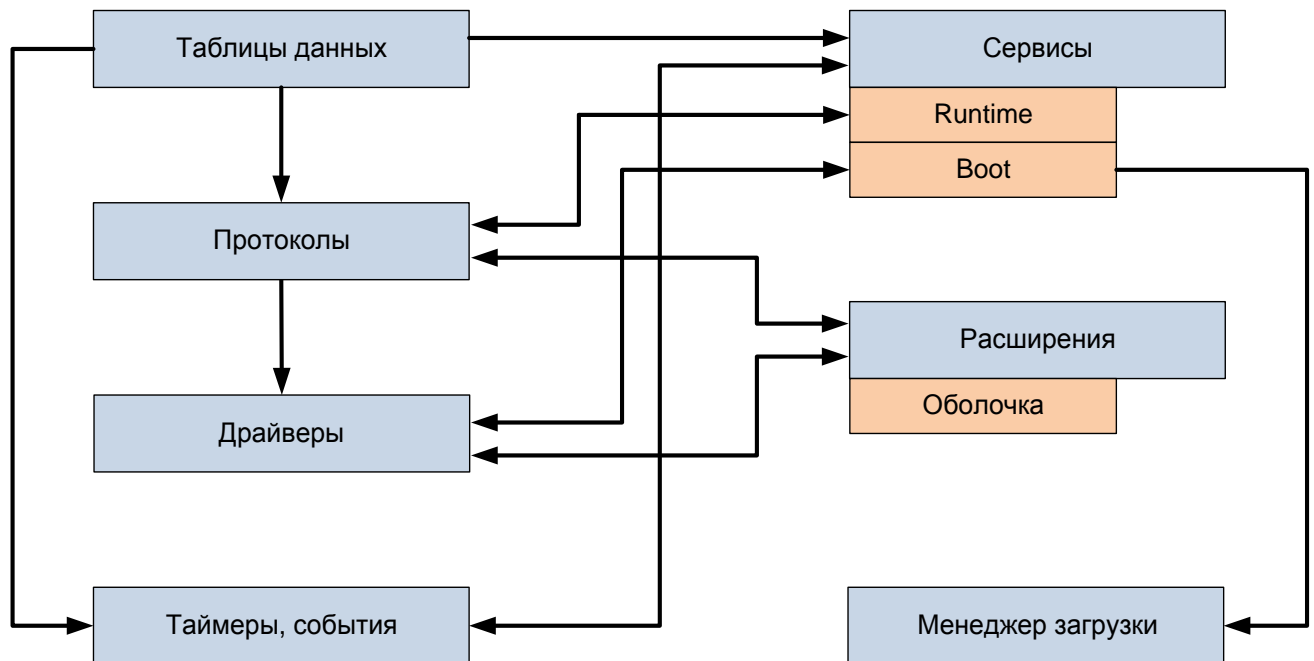 Таблицы данных
Сервисы
Runtime
Boot
Протоколы
Расширения
Оболочка
Драйверы
Таймеры, события
Менеджер загрузки